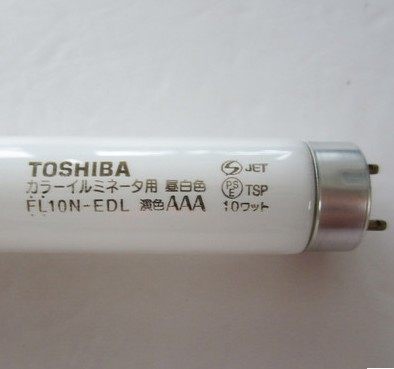 TOSHIBA
カラーイルミネータ用 昼白色
FL10N-EDL 演色AAA
S JET
PSE TSP
10ワット